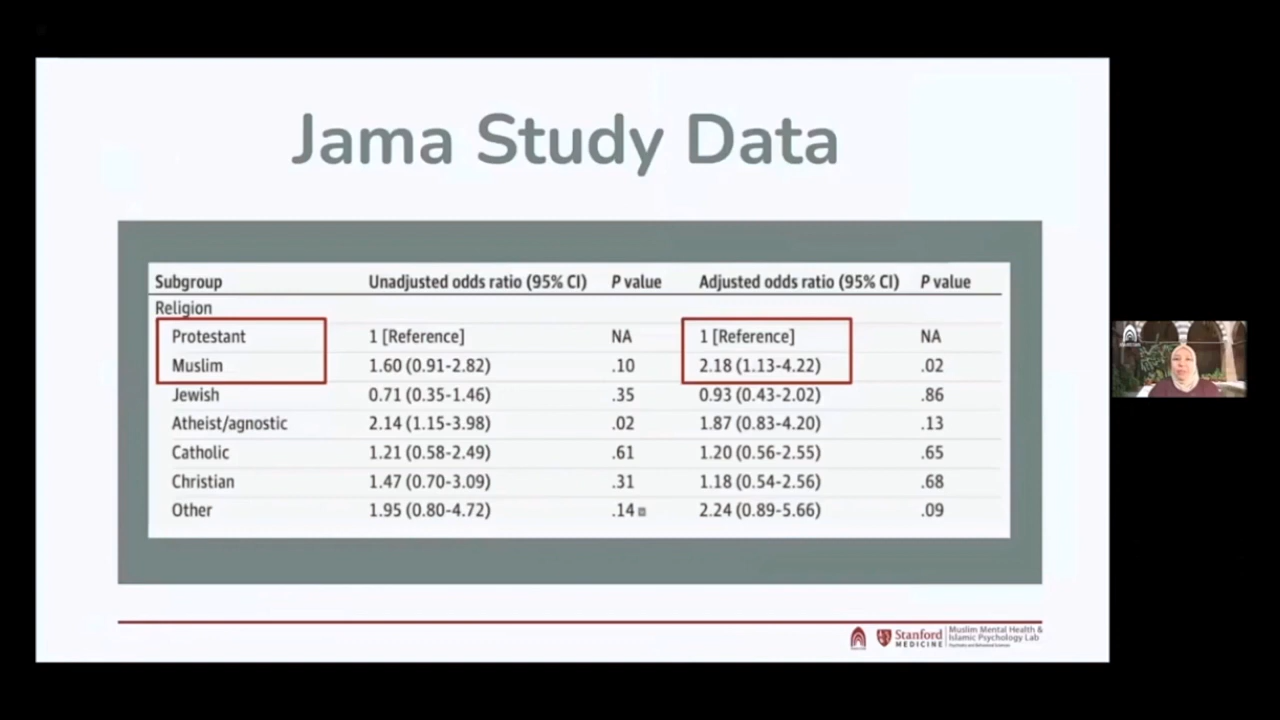 Jama Study Data
Subgroup Unadjusted odds ratio (95% CI) P value Adjusted odds ratio (95% CI) P value
Religion
Protestant 1 [Reference] NA 1 [Reference] NA
Muslim 1.60 (0.91-2.82) .10 2.18 (1.13-4.22) .02
Jewish 0.71 (0.35-1.46) .35 0.93 (0.43-2.02) .86
Atheist/agnostic 2.14 (1.15-3.98) .02 1.87 (0.83-4.20) .13
Catholic 1.21 (0.58-2.49) .61 1.20 (0.56-2.55) .65
Christian 1.47 (0.70-3.09) .31 1.18 (0.54-2.56) .68
Other 1.95 (0.80-4.72) .14 2.24 (0.89-5.66) .09
Stanford
MEDICINE
Muslim Mental Health &
Islamic Psychology Lab
Psychiatry and Behavioral Sciences